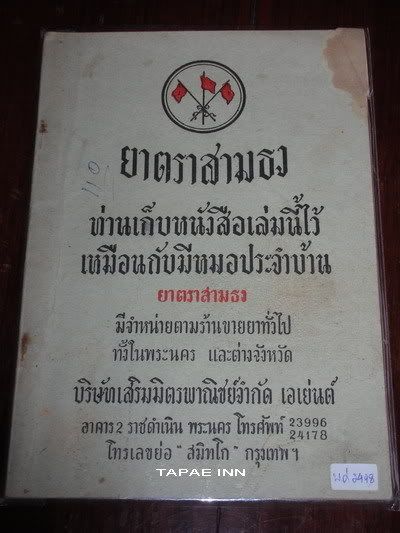 ยาตราสามธง
ท่านเก็บหนังสือเล่มนี้ไว้
เหมือนกับมีหมอประจำบ้าน
ยาตราสามธง
มีจำหน่ายตามร้านขายยาทั่วไป
ทั้งในพระนคร และต่างจังหวัด
บริษัทเสริมมิตรพาณิชย์จำกัด เอเย่นต์
อาคาร 2 ราชดำเนิน พระนคร โทรศัพท์ 23996
24178
โทรเลขย่อ "สมิทโก" กรุงเทพฯ
TAPAE INN
พ.ศ 2498